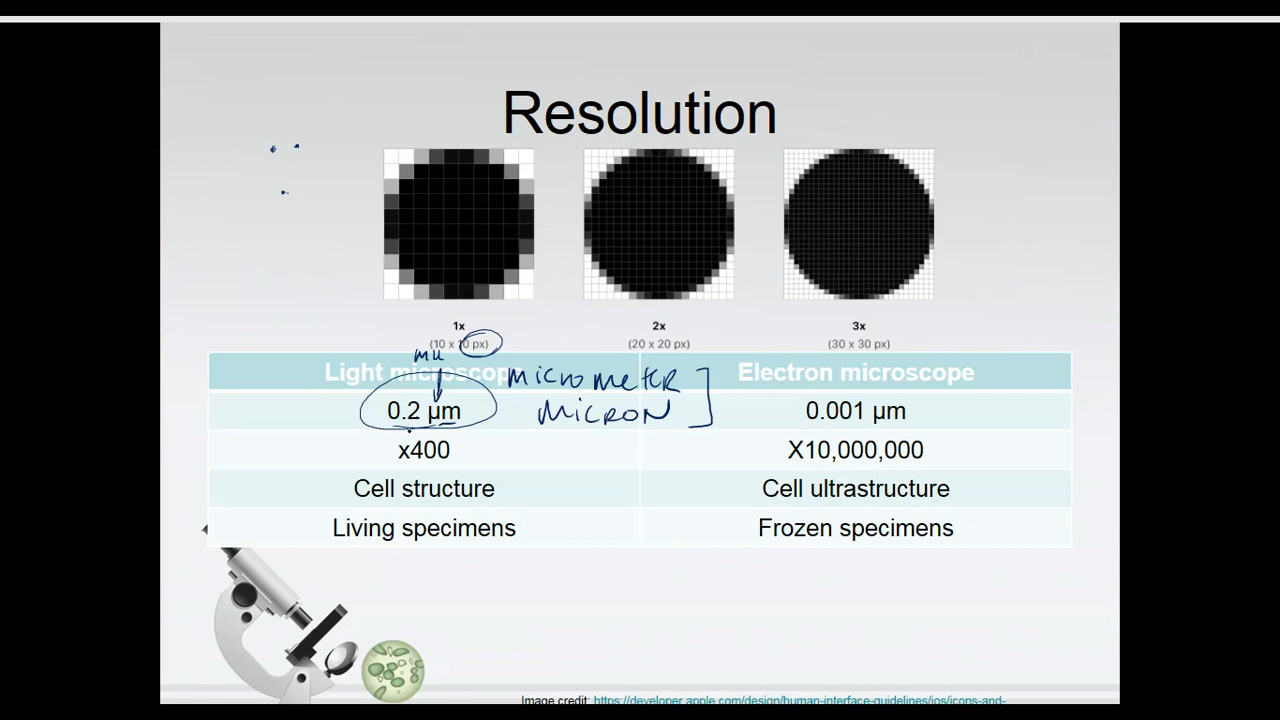 Resolution
1x
2x
3x
(10 x 10 px)
(20 x 20 px)
(30 x 30 px)
mu
Light microscope
Electron microscope
micrometer
micron
0.2 µm
0.001 µm
x400
X10,000,000
Cell structure
Cell ultrastructure
Living specimens
Frozen specimens
Image credit: https://developer.apple.com/design/human-interface-guidelines/ios/icons-and-